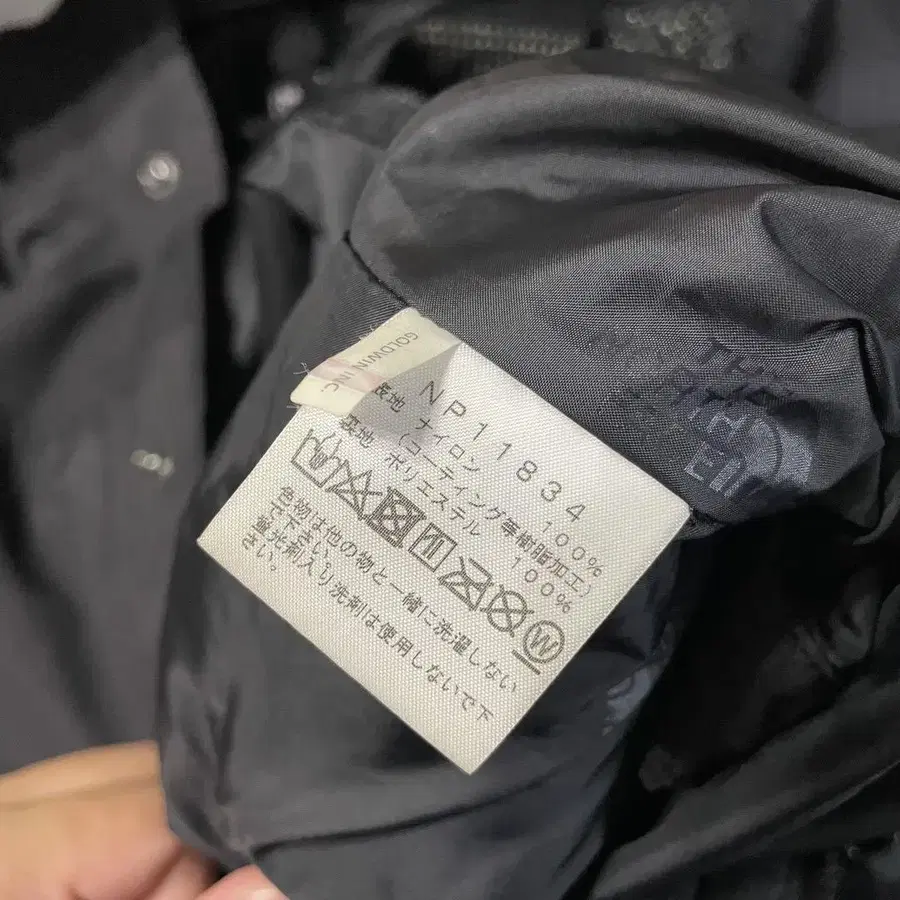 GOLDWIN INC.
NP11834
表地 ナイロン 100%
(コーティング等樹脂加工)
裏地 ポリエステル 100%
W
色物は他の物と一緒に洗濯しない
で下さい。
蛍光剤入り洗剤は使用しないで下
さい。
THE